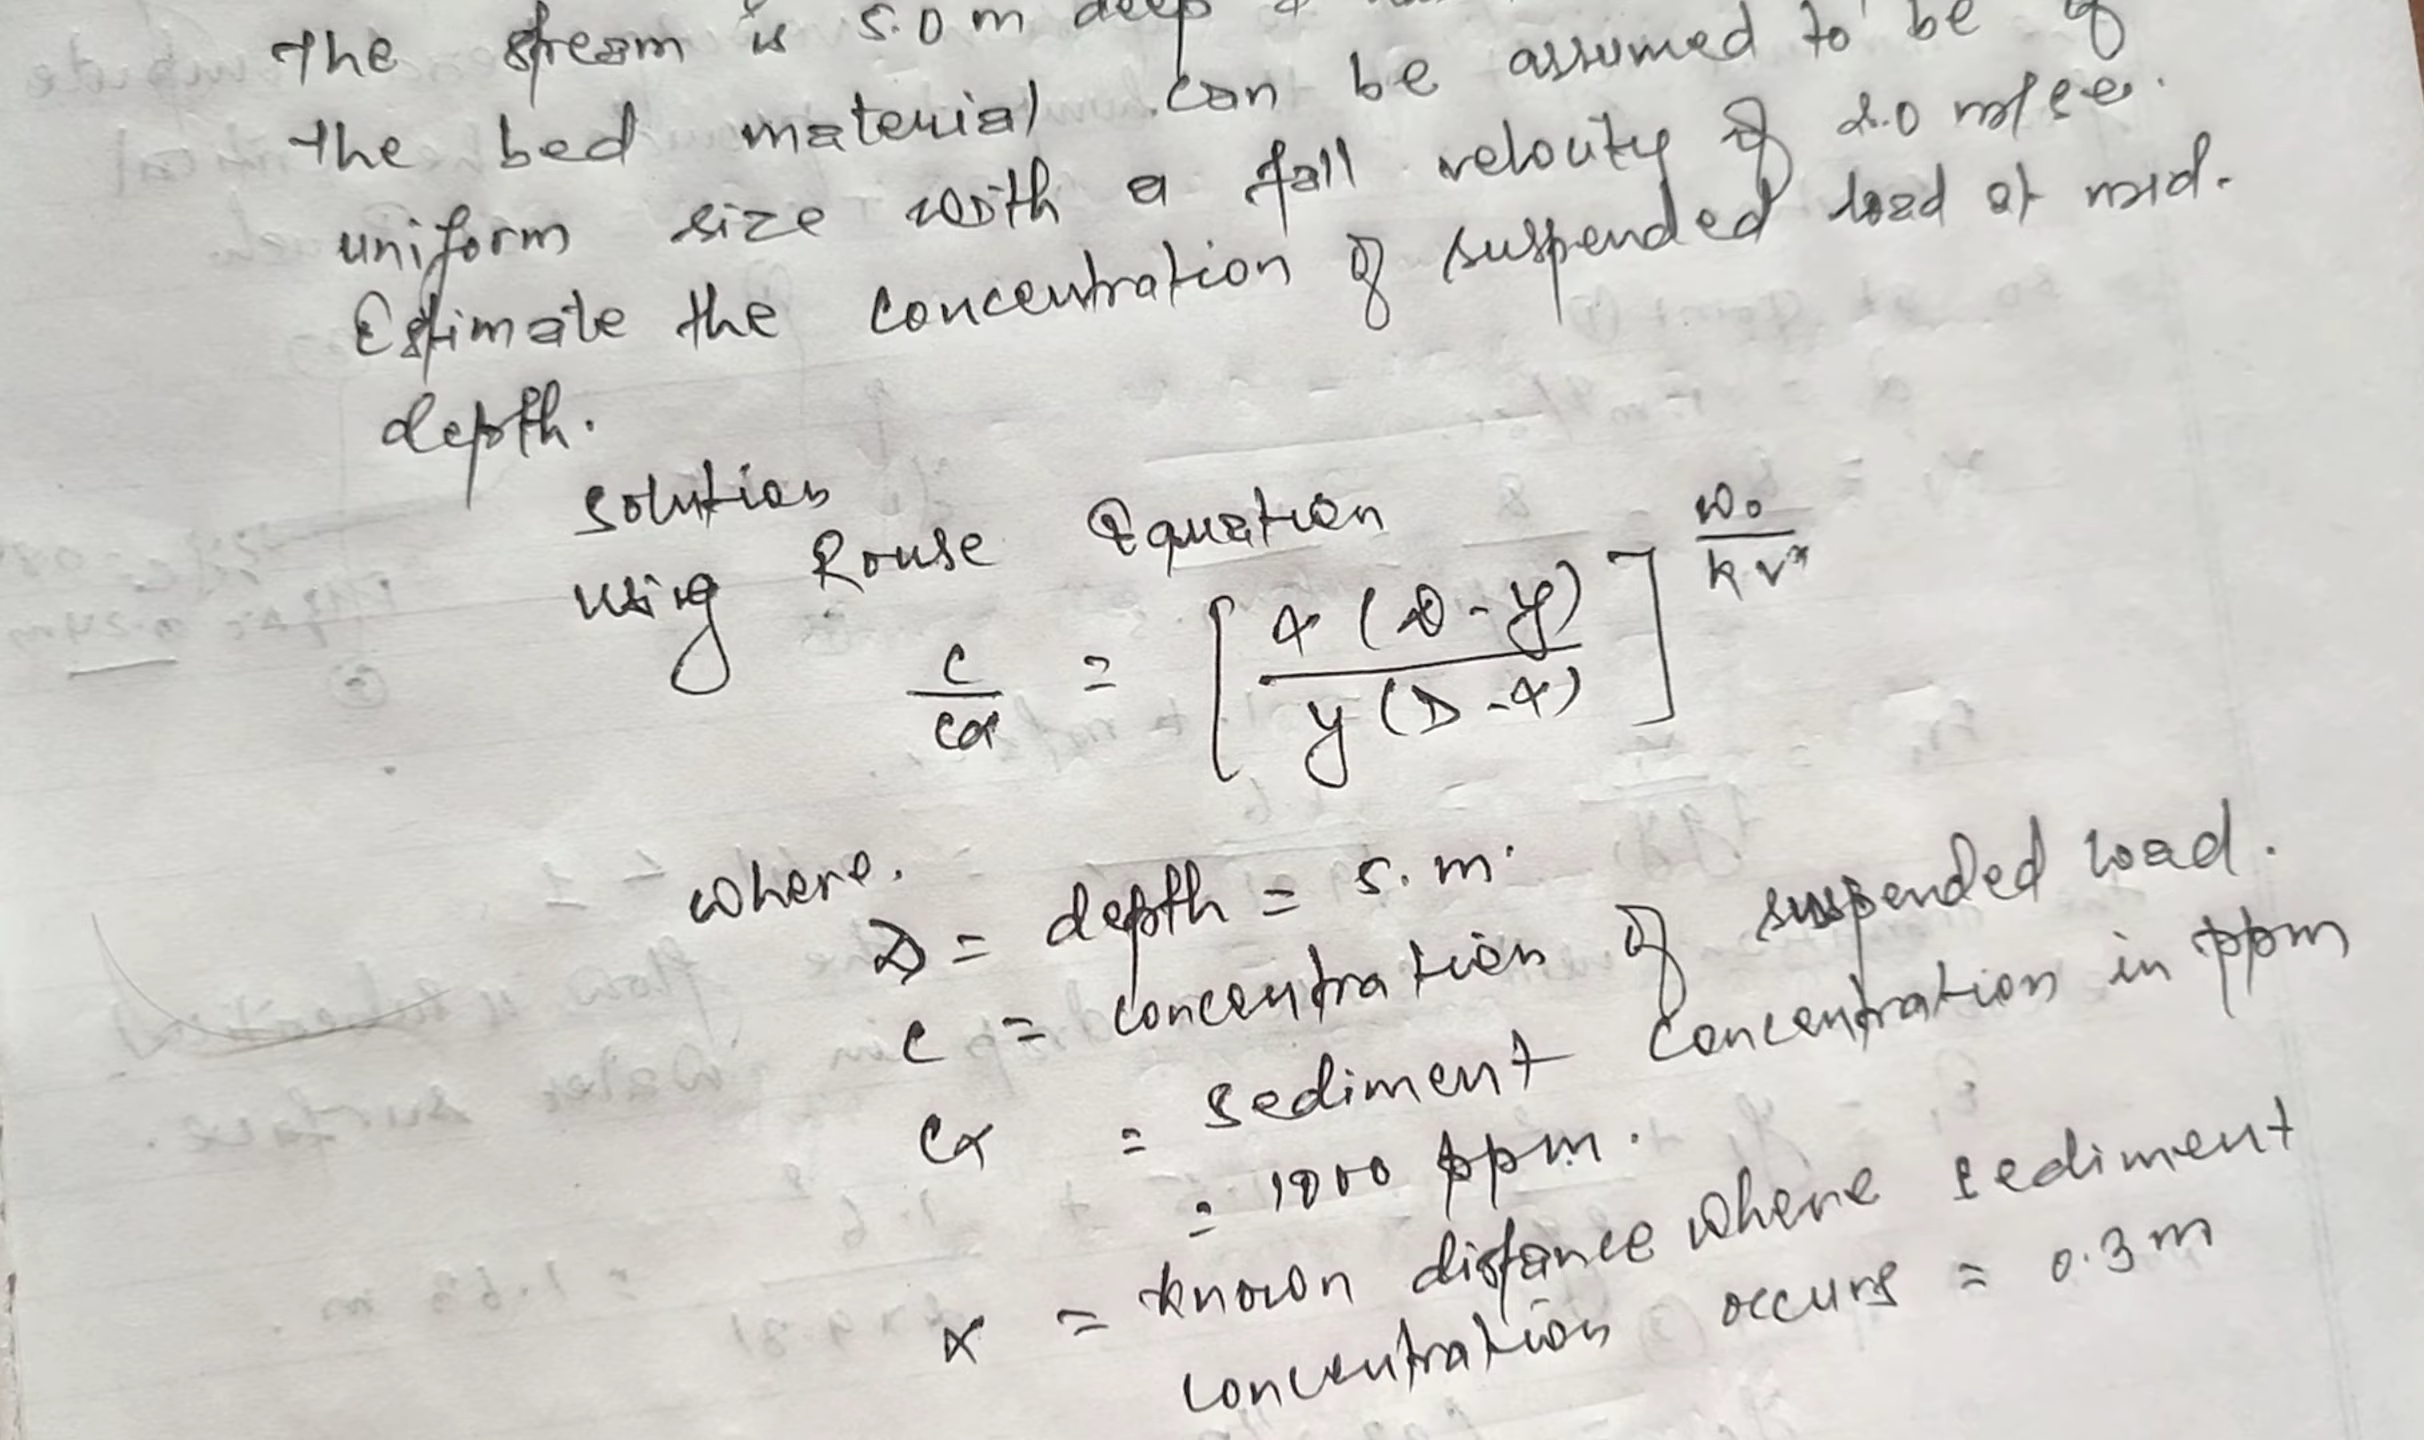 The stream is 5.0 m deep &
the bed material can be assumed to be of
uniform size with a fall velocity of 2.0 m/sec.
Estimate the concentration of suspended load at mid.
depth.
solution
using Rouse Equation
c/cα = [α(D-y) / y(D-α)]^(w₀/kv*)
where.
D = depth = 5. m.
c = concentration of suspended load.
cα = sediment concentration in ppm
= 1000 ppm.
α = known distance where sediment
concentration occurs = 0.3 m